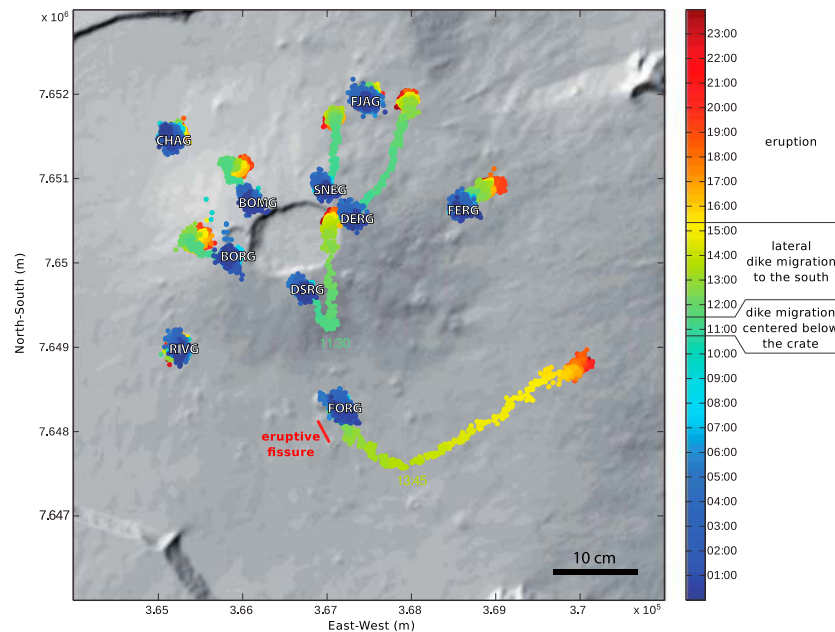 x 10⁶
7.652
7.651
7.65
7.649
7.648
7.647
North-South (m)
3.65
3.66
3.67
3.68
3.69
3.7
x 10⁵
East-West (m)
FJAG
CHAG
SNEG
BOMG
DERG
FERG
BORG
DSRG
11:30
RIVG
FORG
eruptive
fissure
13:45
10 cm
23:00
22:00
21:00
20:00
19:00
18:00
17:00
16:00
15:00
14:00
13:00
12:00
11:00
10:00
09:00
08:00
07:00
06:00
05:00
04:00
03:00
02:00
01:00
eruption
lateral
dike migration
to the south
dike migration
centered below
the crate